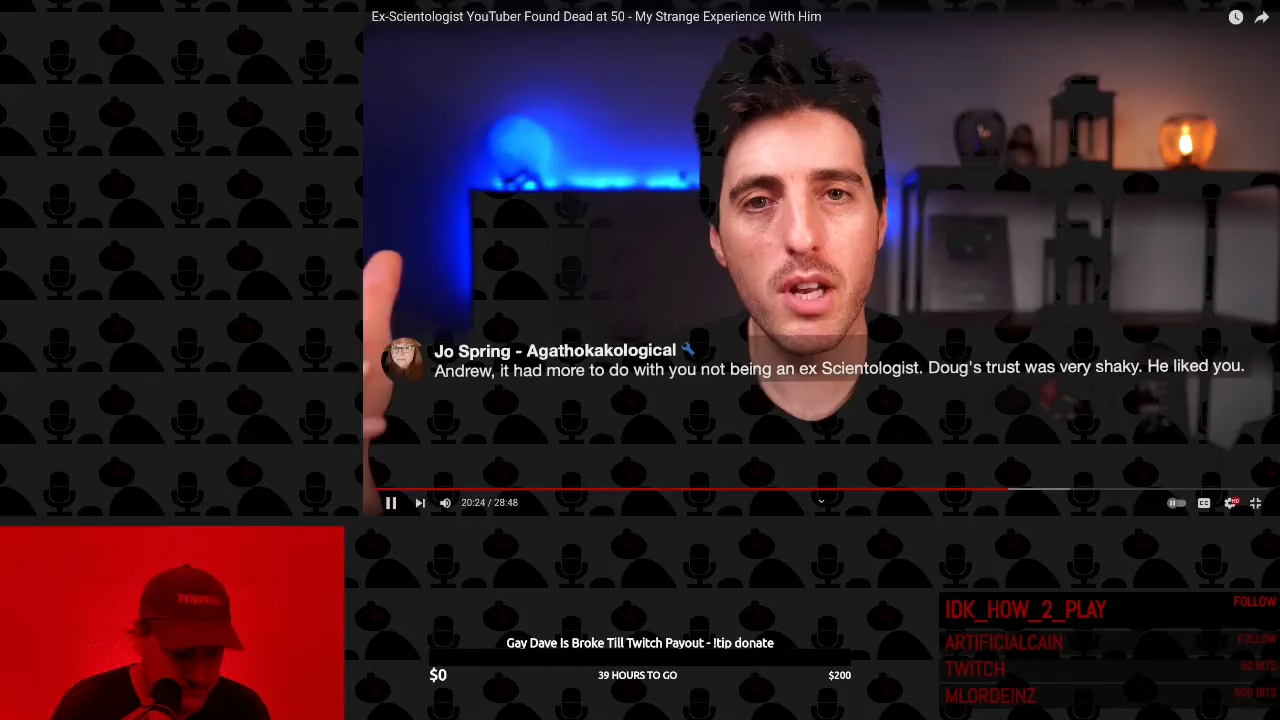 Ex-Scientologist YouTuber Found Dead at 50 - My Strange Experience With Him
Jo Spring - Agathokakological
Andrew, it had more to do with you not being an ex Scientologist. Doug's trust was very shaky. He liked you.
20:24 / 28:48
CC
HD
Gay Dave Is Broke Till Twitch Payout - !tip donate
$0
39 HOURS TO GO
$200
IDK_HOW_2_PLAY FOLLOW
ARTIFICIALCAIN FOLLOW
TWITCH 50 BITS
MLORDEINZ 500 BITS